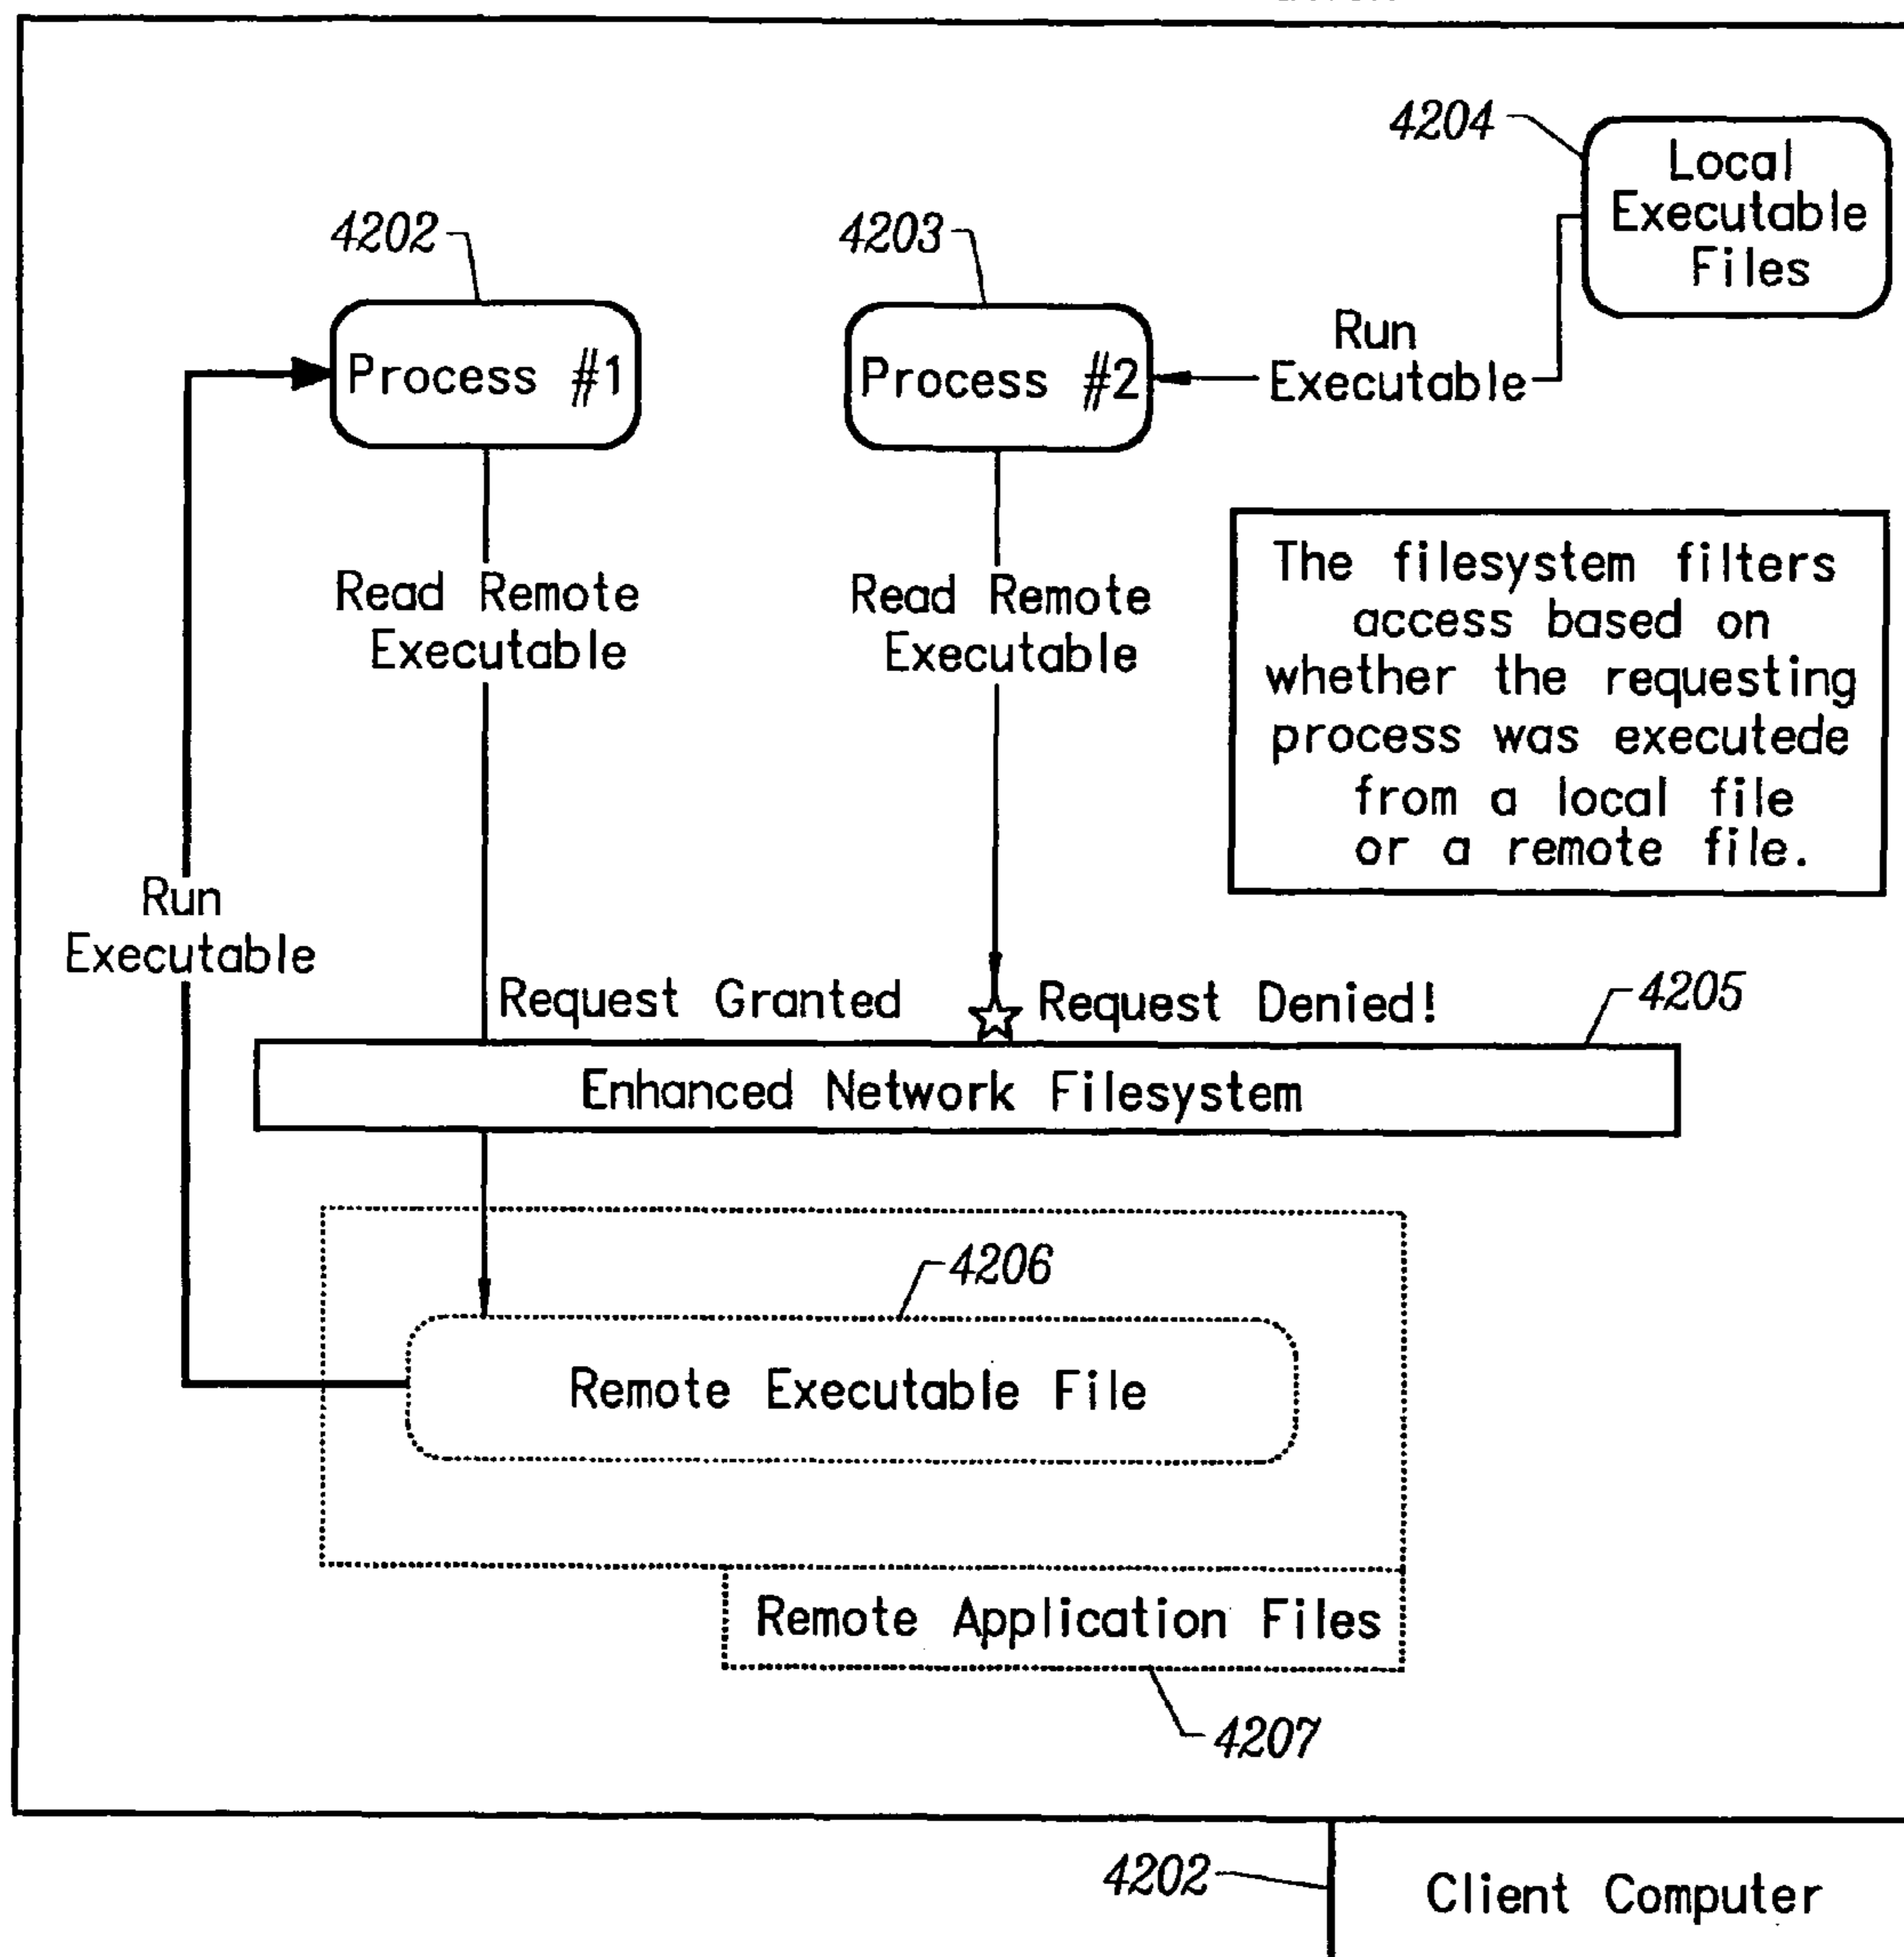 4204
Local
Executable
Files
4202
4203
Process #1
Process #2
Run
Executable
Read Remote
Executable
Read Remote
Executable
The filesystem filters
access based on
whether the requesting
process was executede
from a local file
or a remote file.
Run
Executable
Request Granted
Request Denied!
4205
Enhanced Network Filesystem
4206
Remote Executable File
Remote Application Files
4207
4202
Client Computer